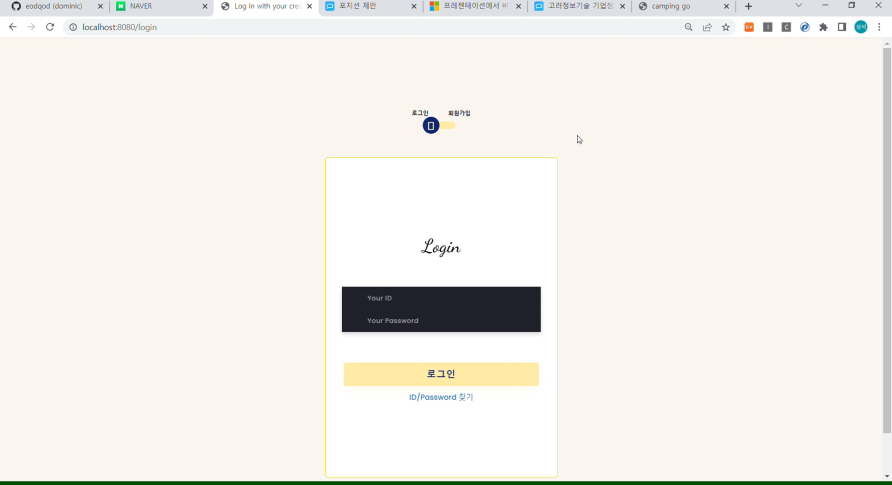 eodqod (dominic)
NAVER
Log in with your cre
포지션 제안
프레젠테이션에서 비
고려정보기술 기업정
camping go
localhost:8080/login
로그인 회원가입
Login
Your ID
Your Password
로그인
ID/Password 찾기